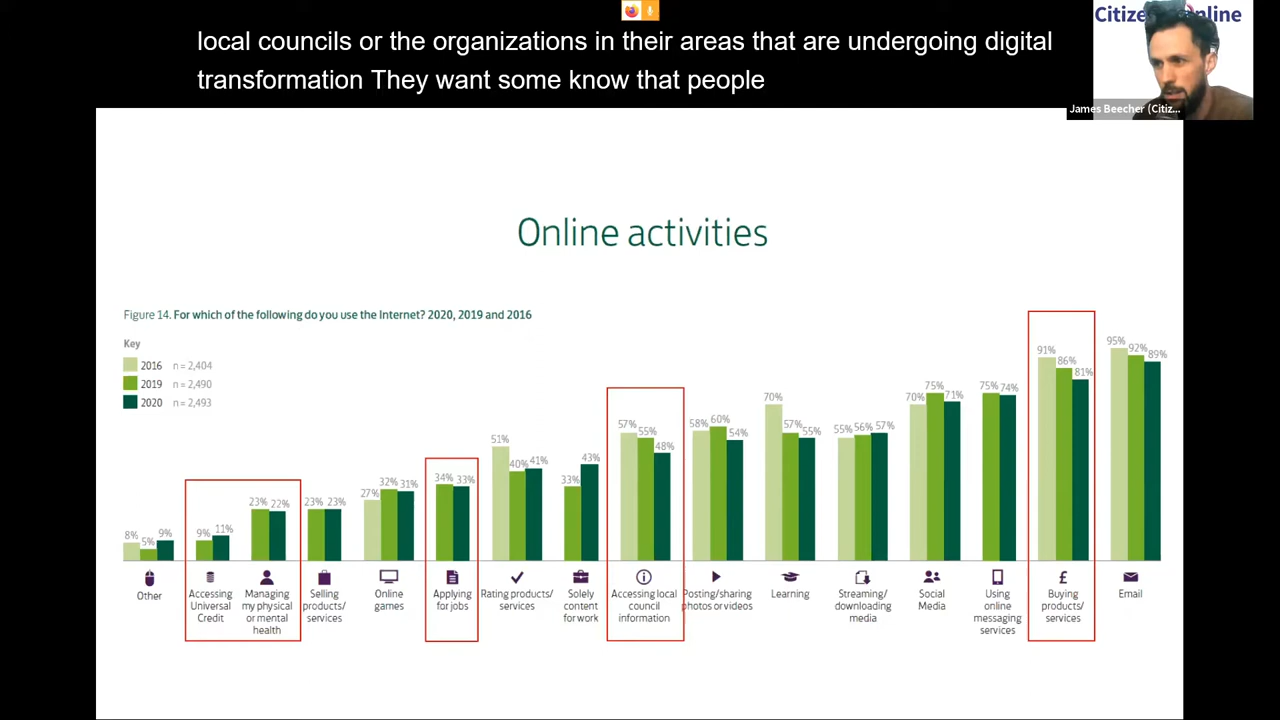 local councils or the organizations in their areas that are undergoing digital
transformation They want some know that people
James Beecher (Citiz...
Online activities
Figure 14. For which of the following do you use the Internet? 2020, 2019 and 2016
Key
2016 n = 2,404
2019 n = 2,490
2020 n = 2,493
8% 5% 9%
9% 11%
23% 22%
23% 23%
27% 32% 31%
34% 33%
51% 40% 41%
33% 43%
57% 55% 48%
58% 60% 54%
70% 57% 55%
55% 56% 57%
70% 75% 71%
75% 74%
91% 86% 81%
95% 92% 89%
Other
Accessing
Universal
Credit
Managing
my physical
or mental
health
Selling
products/
services
Online
games
Applying
for jobs
Rating products/
services
Solely
content
for work
Accessing local
council
information
Posting/sharing
photos or videos
Learning
Streaming/
downloading
media
Social
Media
Using
online
messaging
services
£
Buying
products/
services
Email